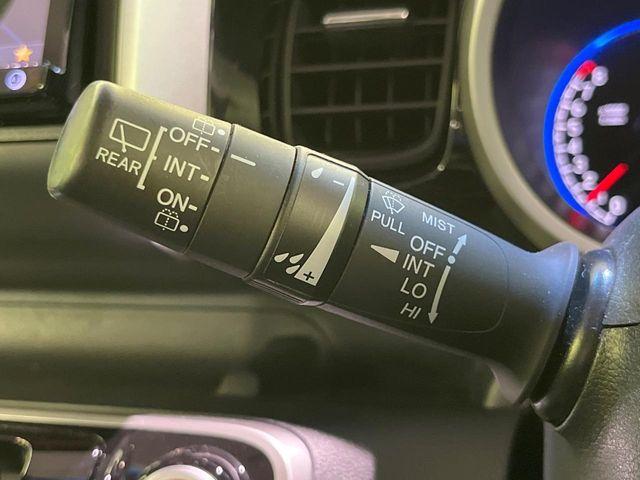 REAR
OFF
INT
ON
-
+
PULL
MIST
OFF
INT
LO
HI